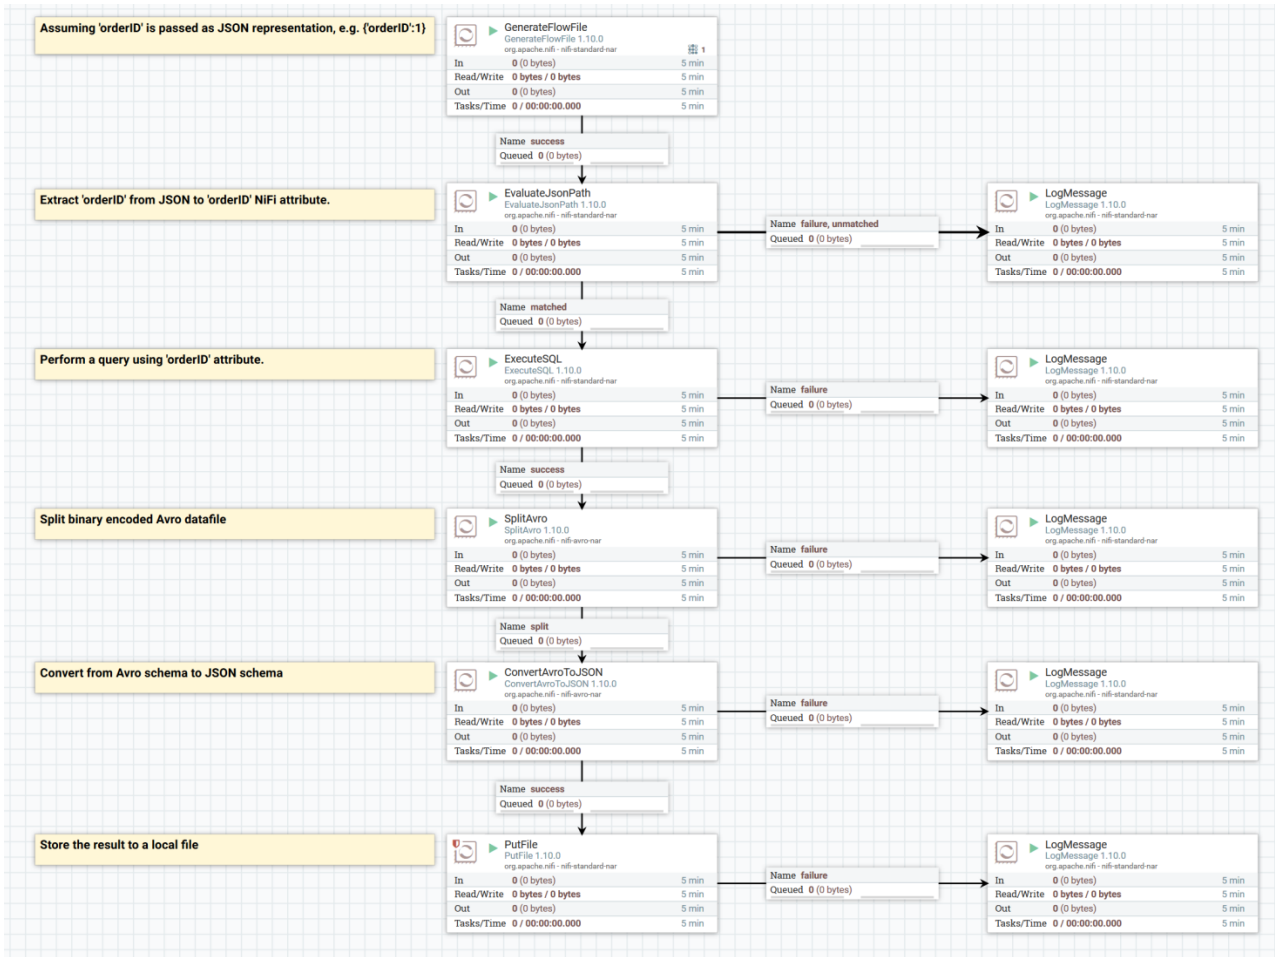 Assuming 'orderID' is passed as JSON representation, e.g. {'orderID':1}
GenerateFlowFile
GenerateFlowFile 1.10.0
org.apache.nifi - nifi-standard-nar
1
In 0 (0 bytes) 5 min
Read/Write 0 bytes / 0 bytes 5 min
Out 0 (0 bytes) 5 min
Tasks/Time 0 / 00:00:00.000 5 min
Name success
Queued 0 (0 bytes)
Extract 'orderID' from JSON to 'orderID' NiFi attribute.
EvaluateJsonPath
EvaluateJsonPath 1.10.0
org.apache.nifi - nifi-standard-nar
In 0 (0 bytes) 5 min
Read/Write 0 bytes / 0 bytes 5 min
Out 0 (0 bytes) 5 min
Tasks/Time 0 / 00:00:00.000 5 min
Name failure, unmatched
Queued 0 (0 bytes)
LogMessage
LogMessage 1.10.0
org.apache.nifi - nifi-standard-nar
In 0 (0 bytes) 5 min
Read/Write 0 bytes / 0 bytes 5 min
Out 0 (0 bytes) 5 min
Tasks/Time 0 / 00:00:00.000 5 min
Name matched
Queued 0 (0 bytes)
Perform a query using 'orderID' attribute.
ExecuteSQL
ExecuteSQL 1.10.0
org.apache.nifi - nifi-standard-nar
In 0 (0 bytes) 5 min
Read/Write 0 bytes / 0 bytes 5 min
Out 0 (0 bytes) 5 min
Tasks/Time 0 / 00:00:00.000 5 min
Name failure
Queued 0 (0 bytes)
LogMessage
LogMessage 1.10.0
org.apache.nifi - nifi-standard-nar
In 0 (0 bytes) 5 min
Read/Write 0 bytes / 0 bytes 5 min
Out 0 (0 bytes) 5 min
Tasks/Time 0 / 00:00:00.000 5 min
Name success
Queued 0 (0 bytes)
Split binary encoded Avro datafile
SplitAvro
SplitAvro 1.10.0
org.apache.nifi - nifi-avro-nar
In 0 (0 bytes) 5 min
Read/Write 0 bytes / 0 bytes 5 min
Out 0 (0 bytes) 5 min
Tasks/Time 0 / 00:00:00.000 5 min
Name failure
Queued 0 (0 bytes)
LogMessage
LogMessage 1.10.0
org.apache.nifi - nifi-standard-nar
In 0 (0 bytes) 5 min
Read/Write 0 bytes / 0 bytes 5 min
Out 0 (0 bytes) 5 min
Tasks/Time 0 / 00:00:00.000 5 min
Name split
Queued 0 (0 bytes)
Convert from Avro schema to JSON schema
ConvertAvroToJSON
ConvertAvroToJSON 1.10.0
org.apache.nifi - nifi-avro-nar
In 0 (0 bytes) 5 min
Read/Write 0 bytes / 0 bytes 5 min
Out 0 (0 bytes) 5 min
Tasks/Time 0 / 00:00:00.000 5 min
Name failure
Queued 0 (0 bytes)
LogMessage
LogMessage 1.10.0
org.apache.nifi - nifi-standard-nar
In 0 (0 bytes) 5 min
Read/Write 0 bytes / 0 bytes 5 min
Out 0 (0 bytes) 5 min
Tasks/Time 0 / 00:00:00.000 5 min
Name success
Queued 0 (0 bytes)
Store the result to a local file
PutFile
PutFile 1.10.0
org.apache.nifi - nifi-standard-nar
In 0 (0 bytes) 5 min
Read/Write 0 bytes / 0 bytes 5 min
Out 0 (0 bytes) 5 min
Tasks/Time 0 / 00:00:00.000 5 min
Name failure
Queued 0 (0 bytes)
LogMessage
LogMessage 1.10.0
org.apache.nifi - nifi-standard-nar
In 0 (0 bytes) 5 min
Read/Write 0 bytes / 0 bytes 5 min
Out 0 (0 bytes) 5 min
Tasks/Time 0 / 00:00:00.000 5 min